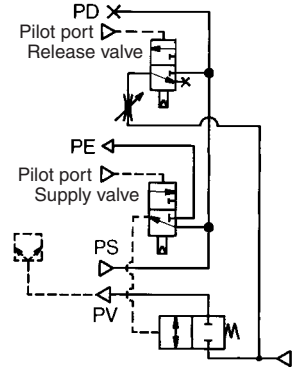 PD
Pilot port
Release valve
PE
Pilot port
Supply valve
PS
PV